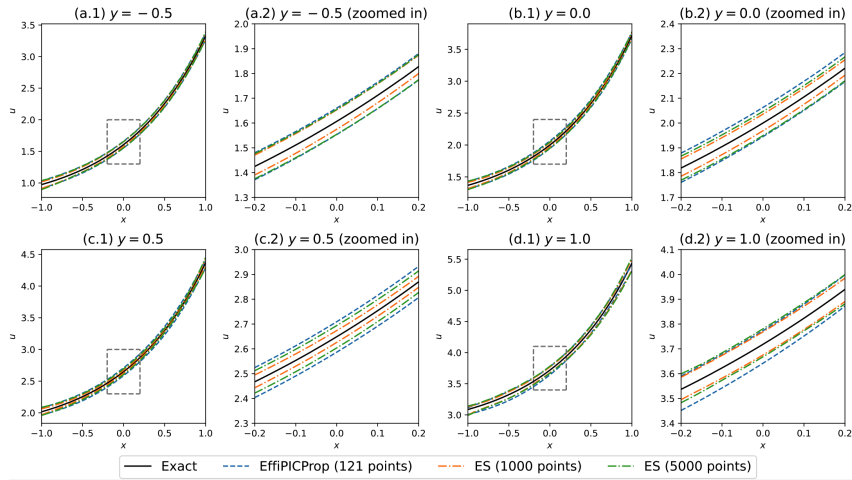 (a.1) y = −0.5
(a.2) y = −0.5 (zoomed in)
(b.1) y = 0.0
(b.2) y = 0.0 (zoomed in)
3.5
3.0
2.5
2.0
1.5
1.0
u
−1.0 −0.5 0.0 0.5 1.0
x
2.0
1.9
1.8
1.7
1.6
1.5
1.4
1.3
u
−0.2 −0.1 0.0 0.1 0.2
x
3.5
3.0
2.5
2.0
1.5
u
−1.0 −0.5 0.0 0.5 1.0
x
2.4
2.3
2.2
2.1
2.0
1.9
1.8
1.7
u
−0.2 −0.1 0.0 0.1 0.2
x
(c.1) y = 0.5
(c.2) y = 0.5 (zoomed in)
(d.1) y = 1.0
(d.2) y = 1.0 (zoomed in)
4.5
4.0
3.5
3.0
2.5
2.0
u
−1.0 −0.5 0.0 0.5 1.0
x
3.0
2.9
2.8
2.7
2.6
2.5
2.4
2.3
u
−0.2 −0.1 0.0 0.1 0.2
x
5.5
5.0
4.5
4.0
3.5
3.0
u
−1.0 −0.5 0.0 0.5 1.0
x
4.1
4.0
3.9
3.8
3.7
3.6
3.5
3.4
u
−0.2 −0.1 0.0 0.1 0.2
x
Exact EffiPICProp (121 points) ES (1000 points) ES (5000 points)